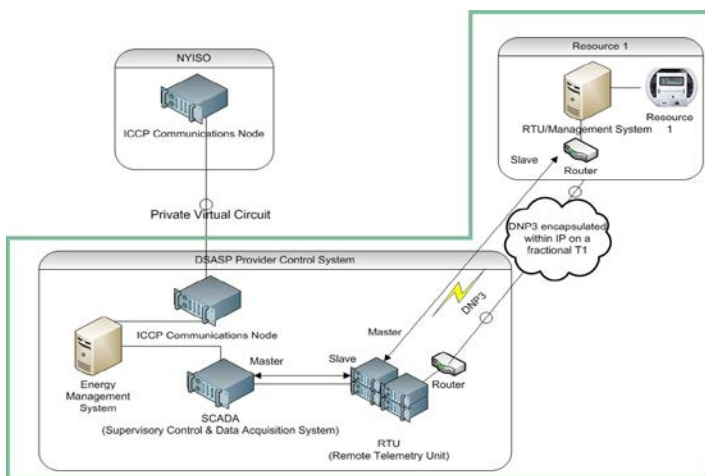 NYISO
ICCP Communications Node
Private Virtual Circuit
Resource 1
RTU/Management System
Resource
1
Slave
Router
DNP3 encapsulated
within IP on a
fractional T1
DNP3
DSASP Provider Control System
ICCP Communications Node
Master
Energy
Management
System
Master
Slave
Router
SCADA
(Supervisory Control & Data Acquisition System)
RTU
(Remote Telemetry Unit)